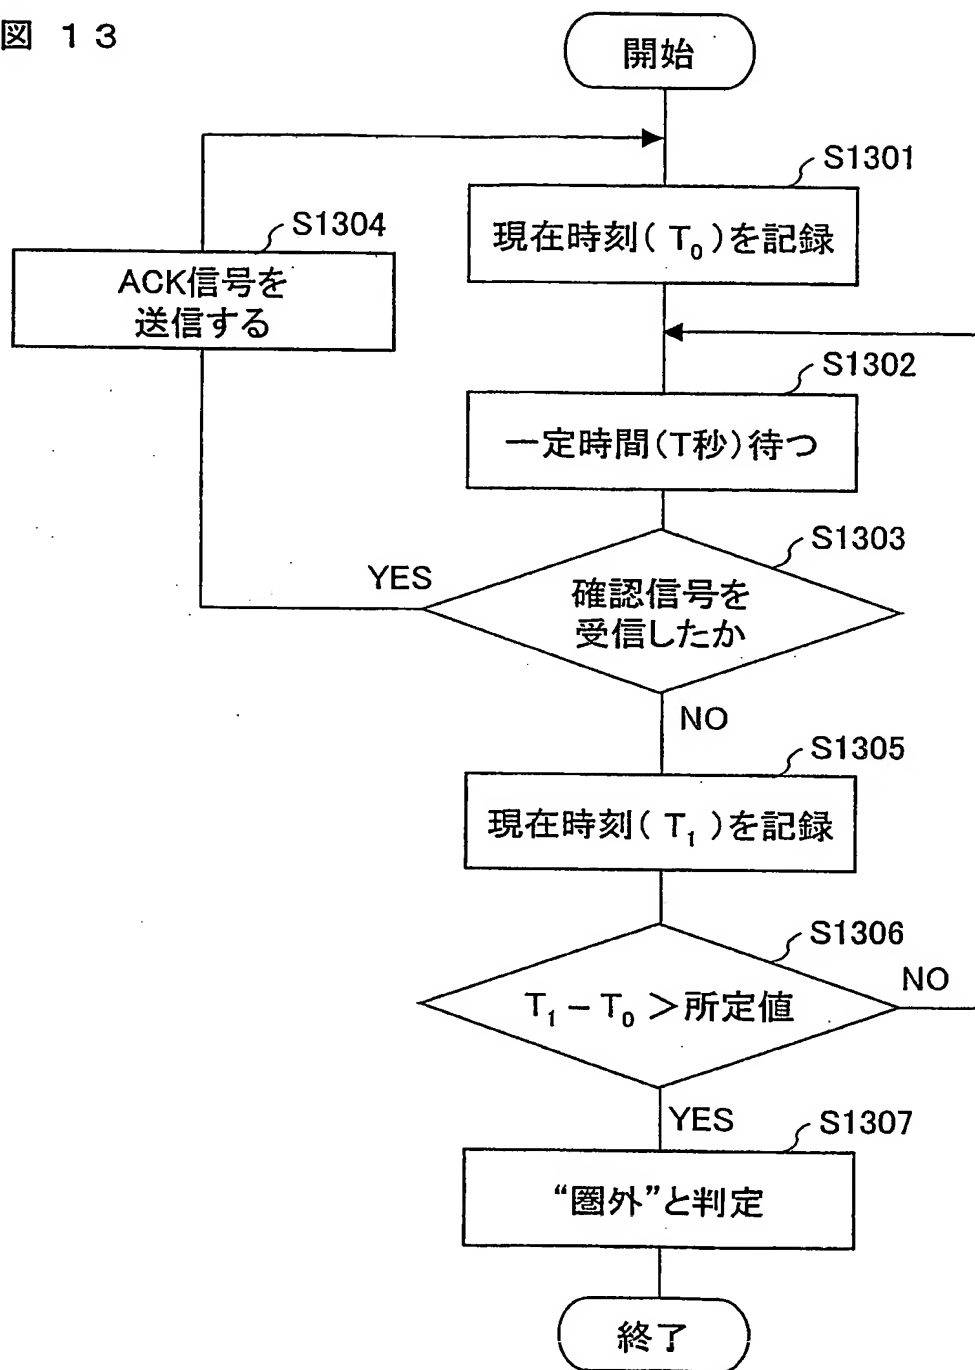 図 13
開始
S1301
現在時刻( T₀ )を記録
S1304
ACK信号を
送信する
S1302
一定時間(T秒)待つ
S1303
YES
確認信号を
受信したか
NO
S1305
現在時刻( T₁ )を記録
S1306
NO
T₁ − T₀ ＞所定値
YES
S1307
“圏外”と判定
終了